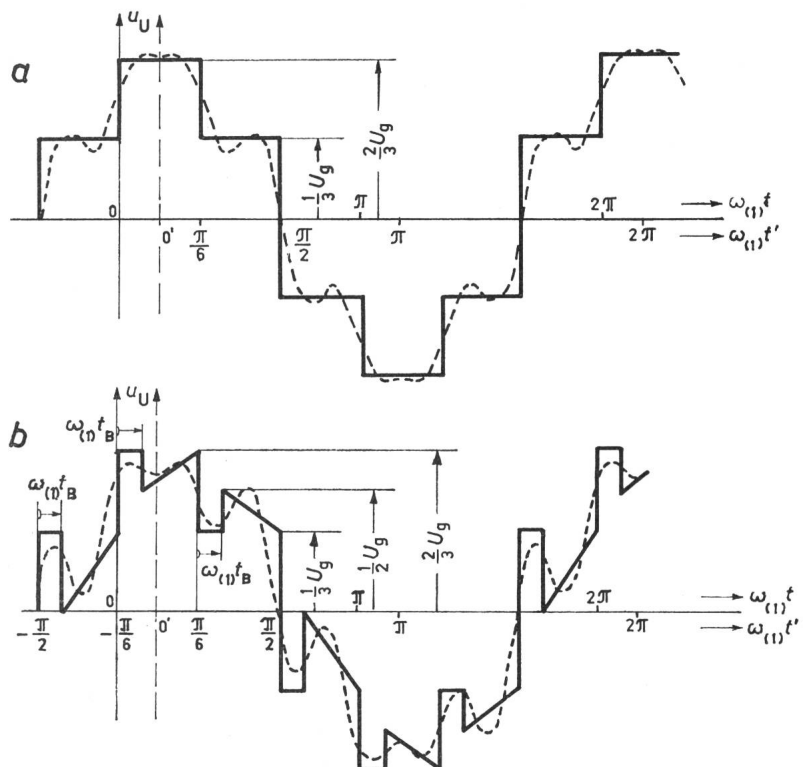 a
u_U
1/3 U_g
2/3 U_g
0
0'
π/6
π/2
π
π
2π
2π
ω_(1)t
ω_(1)t'
b
u_U
ω_(1)t_B
ω_(1)t_B
ω_(1)t_B
1/3 U_g
1/2 U_g
2/3 U_g
0
-π/2
-π/6
0'
π/6
π/2
π
π
2π
2π
ω_(1)t
ω_(1)t'